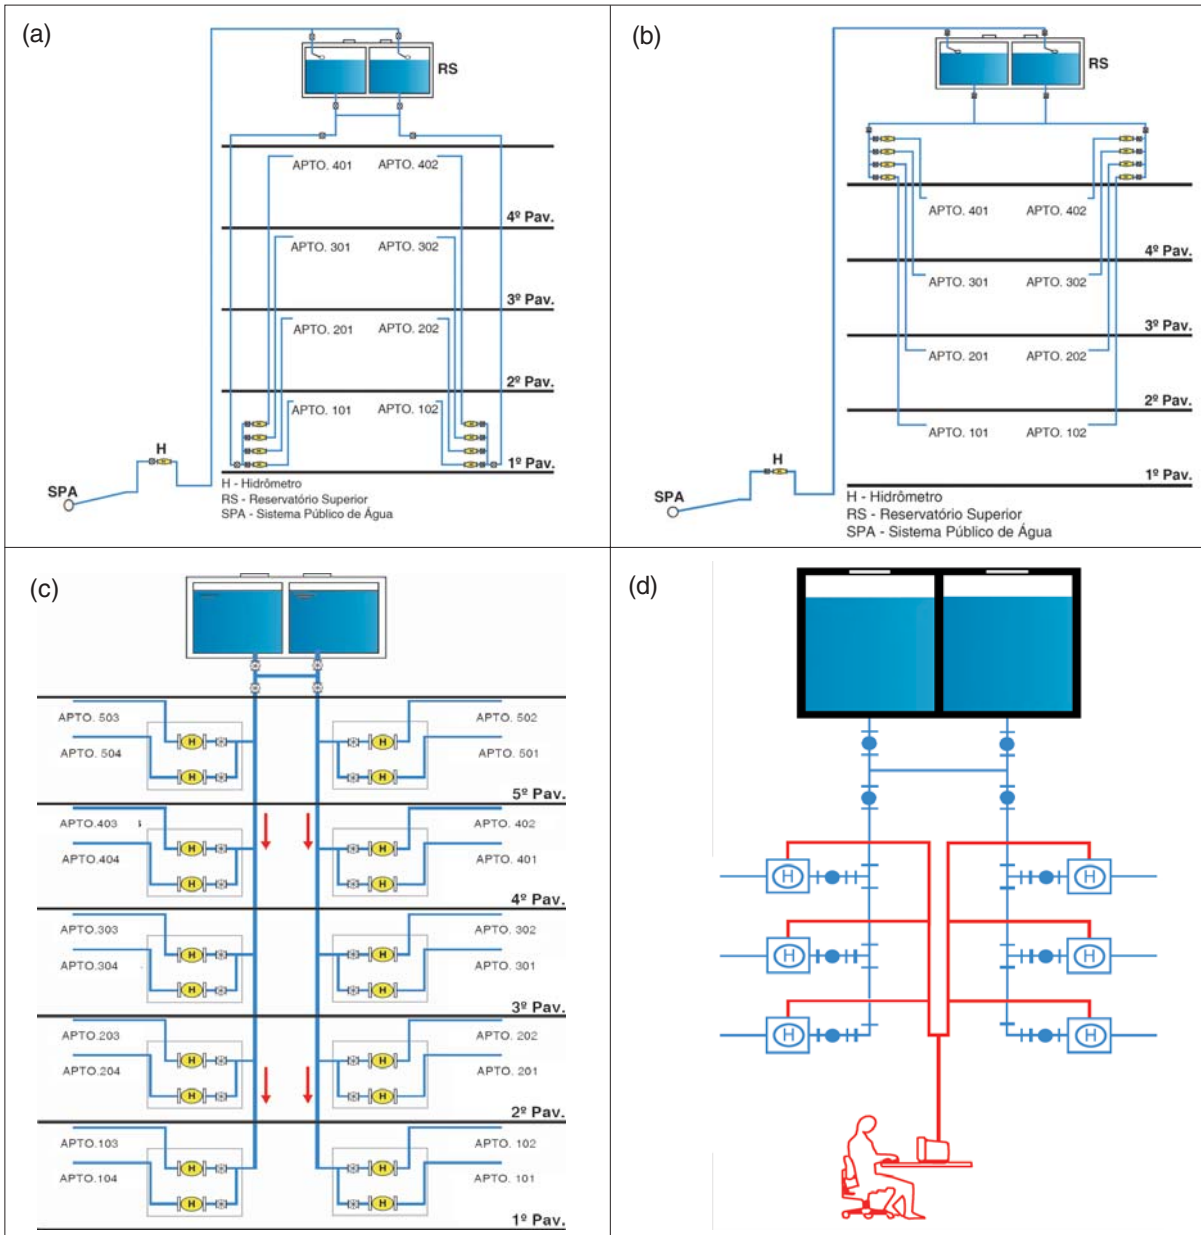 (a)
RS
APTO. 401 APTO. 402
4º Pav.
APTO. 301 APTO. 302
3º Pav.
APTO. 201 APTO. 202
2º Pav.
APTO. 101 APTO. 102
H
1º Pav.
SPA
H - Hidrômetro
RS - Reservatório Superior
SPA - Sistema Público de Água
(b)
RS
APTO. 401 APTO. 402
4º Pav.
APTO. 301 APTO. 302
3º Pav.
APTO. 201 APTO. 202
2º Pav.
APTO. 101 APTO. 102
H
1º Pav.
SPA
H - Hidrômetro
RS - Reservatório Superior
SPA - Sistema Público de Água
(c)
APTO. 503 APTO. 502
H H
APTO. 504 APTO. 501
H H
5º Pav.
APTO.403 APTO. 402
H H
APTO.404 APTO. 401
H H
4º Pav.
APTO.303 APTO. 302
H H
APTO.304 APTO. 301
H H
3º Pav.
APTO.203 APTO. 202
H H
APTO.204 APTO. 201
H H
2º Pav.
APTO.103 APTO. 102
H H
APTO.104 APTO. 101
H H
1º Pav.
(d)
H H
H H
H H